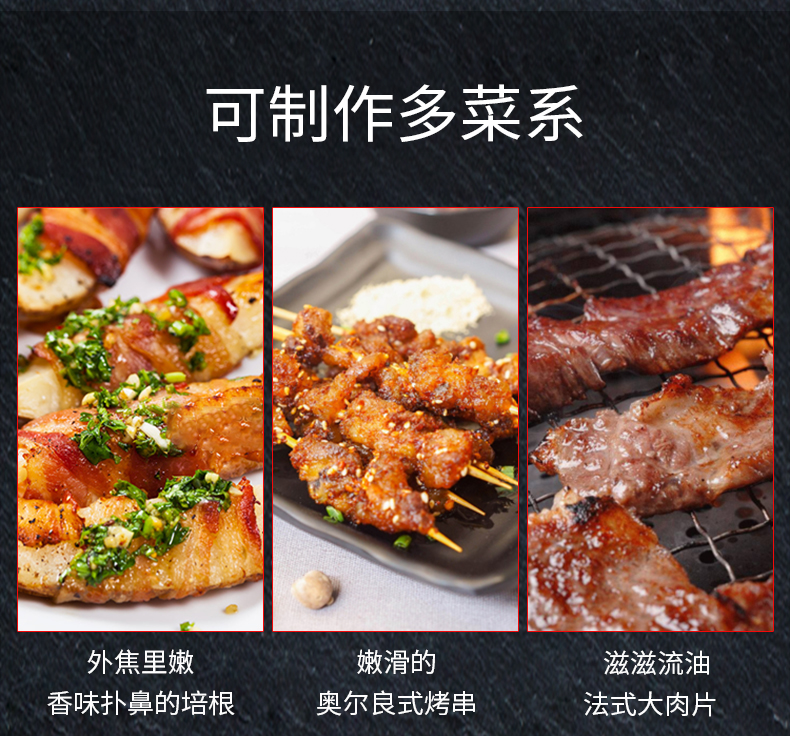 可制作多菜系
外焦里嫩
香味扑鼻的培根
嫩滑的
奥尔良式烤串
滋滋流油
法式大肉片